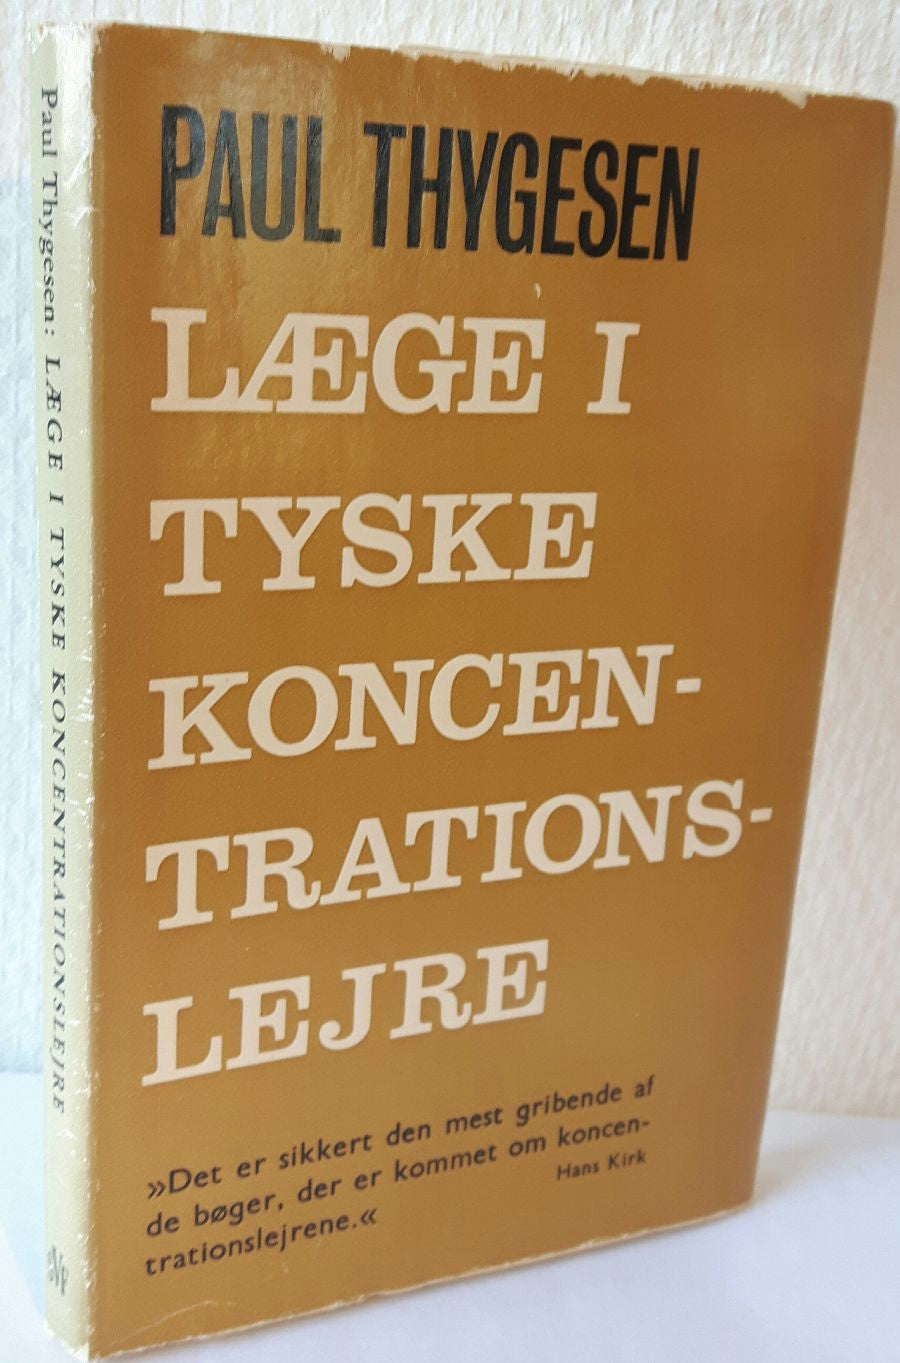 Paul Thygesen: LÆGE I TYSKE KONCENTRATIONSLEJRE
PAUL THYGESEN
LÆGE I
TYSKE
KONCEN-
TRATIONS-
LEJRE
»Det er sikkert den mest gribende af
de bøger, der er kommet om koncen-
trationslejrene.«
Hans Kirk